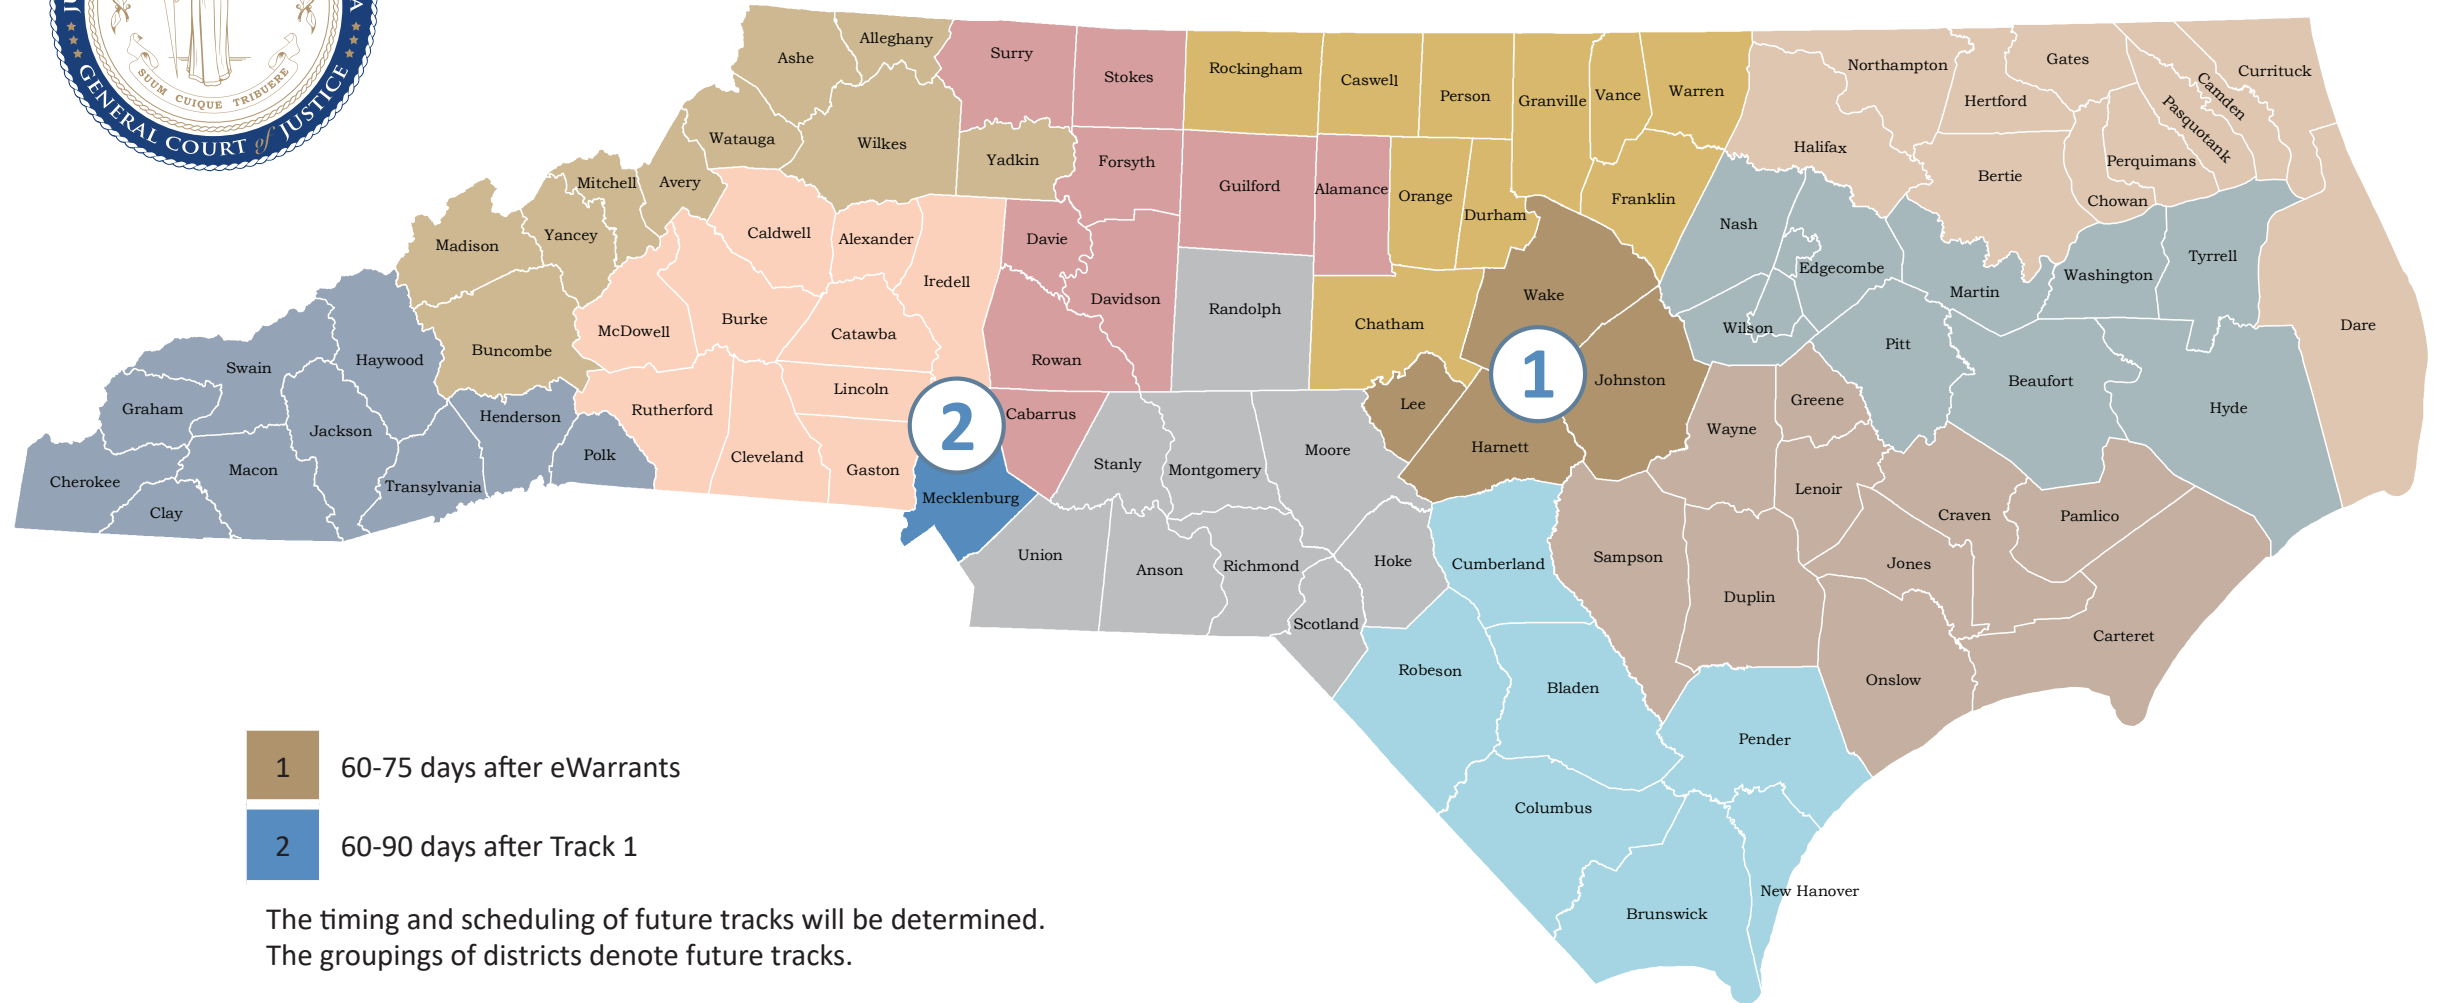 SUUM CUIQUE TRIBUERE
GENERAL COURT of JUSTICE
Ashe
Alleghany
Surry
Stokes
Rockingham
Caswell
Person
Granville
Vance
Warren
Northampton
Gates
Currituck
Camden
Hertford
Pasquotank
Watauga
Wilkes
Yadkin
Forsyth
Guilford
Alamance
Orange
Durham
Franklin
Halifax
Bertie
Perquimans
Chowan
Mitchell
Avery
Madison
Yancey
Caldwell
Alexander
Davie
Iredell
Nash
Edgecombe
Martin
Washington
Tyrrell
Buncombe
McDowell
Burke
Catawba
Davidson
Randolph
Chatham
Wake
Wilson
Pitt
Dare
Swain
Haywood
Rowan
1
Johnston
Beaufort
Hyde
Graham
Henderson
Rutherford
Lincoln
2
Cabarrus
Lee
Greene
Wayne
Jackson
Polk
Cleveland
Gaston
Stanly
Montgomery
Moore
Harnett
Cherokee
Macon
Transylvania
Mecklenburg
Lenoir
Craven
Pamlico
Clay
Union
Anson
Richmond
Hoke
Cumberland
Sampson
Jones
Scotland
Duplin
Carteret
Robeson
Bladen
Onslow
Pender
Columbus
New Hanover
Brunswick
1 60-75 days after eWarrants
2 60-90 days after Track 1
The timing and scheduling of future tracks will be determined.
The groupings of districts denote future tracks.